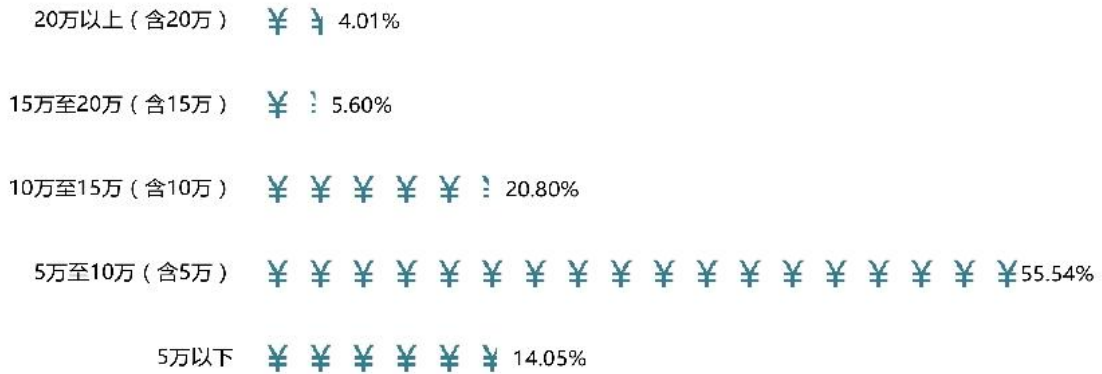 20万以上（含20万） ¥ ¥ 4.01%
15万至20万（含15万） ¥ 5.60%
10万至15万（含10万） ¥ ¥ ¥ ¥ ¥ 20.80%
5万至10万（含5万） ¥ ¥ ¥ ¥ ¥ ¥ ¥ ¥ ¥ ¥ ¥ ¥ ¥ ¥ ¥ ¥ ¥ ¥55.54%
5万以下 ¥ ¥ ¥ ¥ ¥ ¥ 14.05%